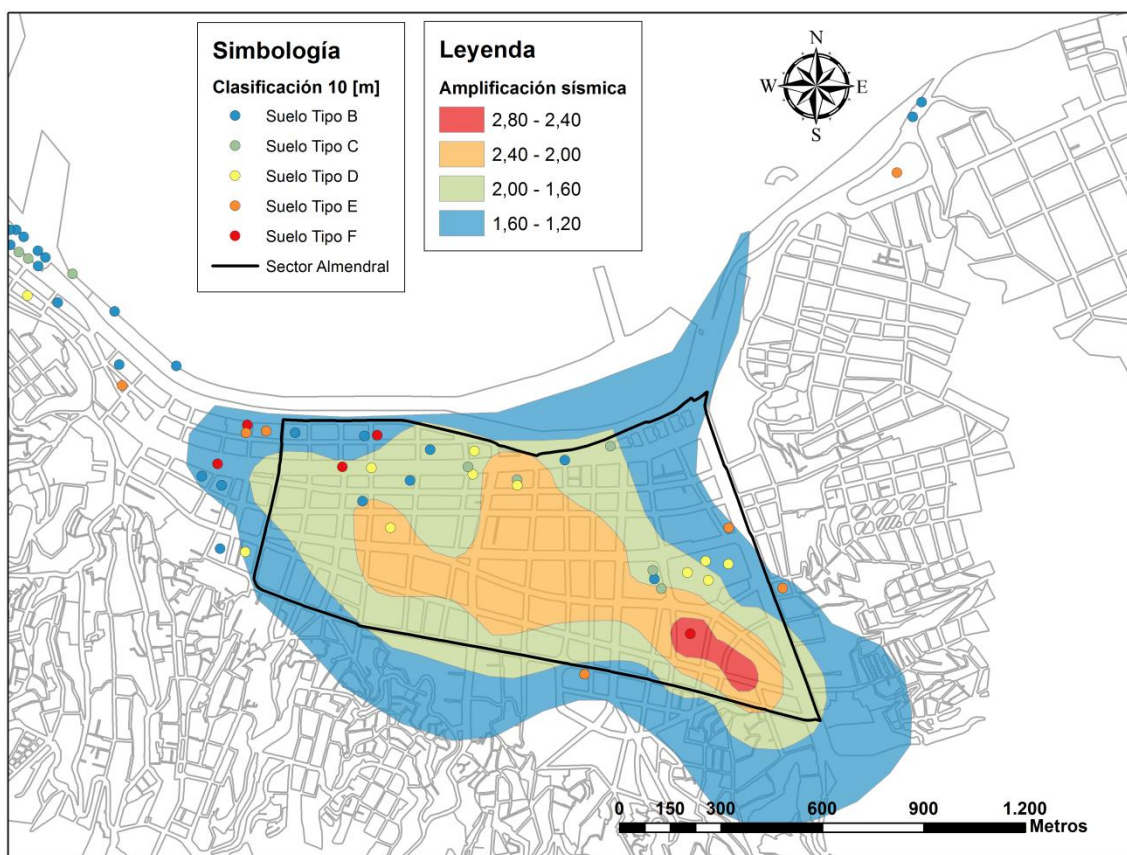 Simbología
Clasificación 10 [m]
Suelo Tipo B
Suelo Tipo C
Suelo Tipo D
Suelo Tipo E
Suelo Tipo F
Sector Almendral
Leyenda
Amplificación sísmica
2,80 - 2,40
2,40 - 2,00
2,00 - 1,60
1,60 - 1,20
N
W E
S
0 150 300 600 900 1.200
Metros